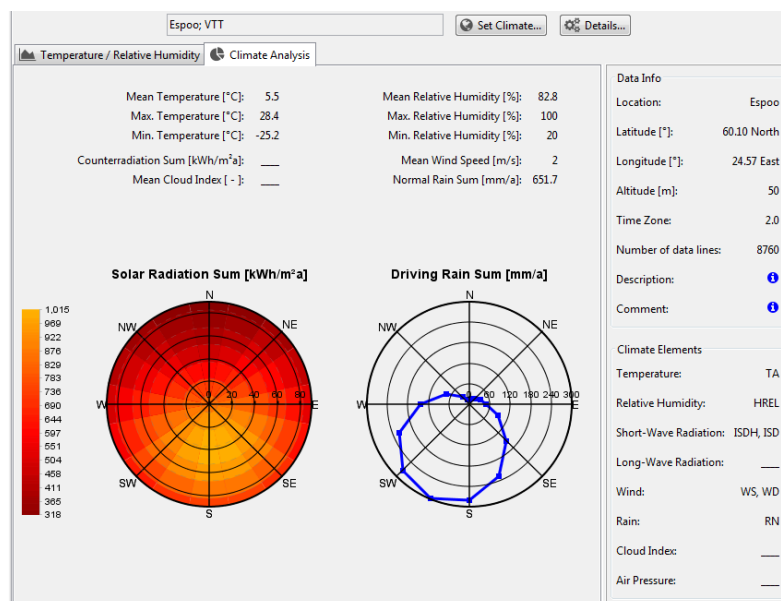 Espoo; VTT
Set Climate...
Details...
Temperature / Relative Humidity
Climate Analysis
Mean Temperature [°C]: 5.5
Max. Temperature [°C]: 28.4
Min. Temperature [°C]: -25.2
Counterradiation Sum [kWh/m²a]: ___
Mean Cloud Index [ - ]: ___
Mean Relative Humidity [%]: 82.8
Max. Relative Humidity [%]: 100
Min. Relative Humidity [%]: 20
Mean Wind Speed [m/s]: 2
Normal Rain Sum [mm/a]: 651.7
Solar Radiation Sum [kWh/m²a]
1,015
969
922
876
829
783
736
690
644
597
551
504
458
411
365
318
N
NW
NE
0 20 40 60 80
W
E
SW
SE
S
Driving Rain Sum [mm/a]
N
NW
NE
0 60 120 180 240 300
W
E
SW
SE
S
Data Info
Location: Espoo
Latitude [°]: 60.10 North
Longitude [°]: 24.57 East
Altitude [m]: 50
Time Zone: 2.0
Number of data lines: 8760
Description:
Comment:
Climate Elements
Temperature: TA
Relative Humidity: HREL
Short-Wave Radiation: ISDH, ISD
Long-Wave Radiation: ___
Wind: WS, WD
Rain: RN
Cloud Index: ___
Air Pressure: ___